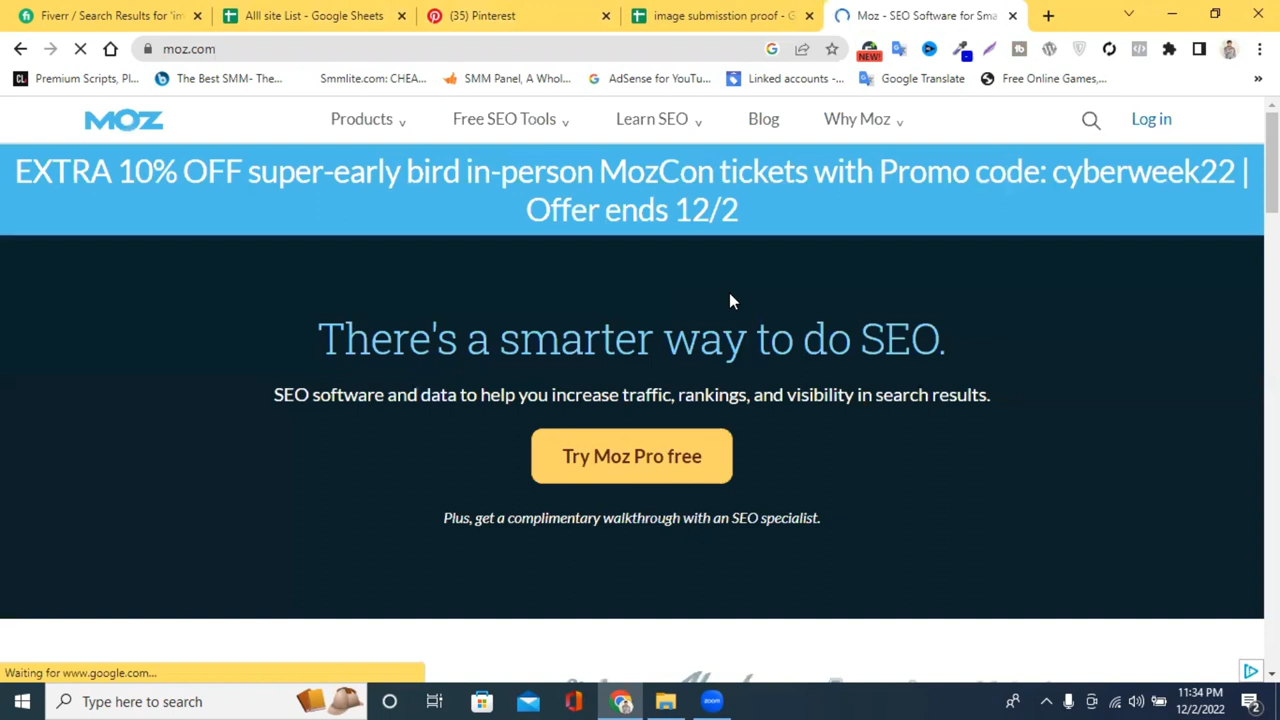 Fiverr / Search Results for 'im
Alll site List - Google Sheets
(35) Pinterest
image submisstion proof - G
Moz - SEO Software for Sma
moz.com
NEW!
CL Premium Scripts, Pl...
The Best SMM- The...
Smmlite.com: CHEA...
SMM Panel, A Whol...
AdSense for YouTu...
Linked accounts -...
Google Translate
Free Online Games,...
MOZ
Products
Free SEO Tools
Learn SEO
Blog
Why Moz
Log in
EXTRA 10% OFF super-early bird in-person MozCon tickets with Promo code: cyberweek22 |
Offer ends 12/2
There's a smarter way to do SEO.
SEO software and data to help you increase traffic, rankings, and visibility in search results.
Try Moz Pro free
Plus, get a complimentary walkthrough with an SEO specialist.
Waiting for www.google.com...
Type here to search
zoom
11:34 PM
12/2/2022
2